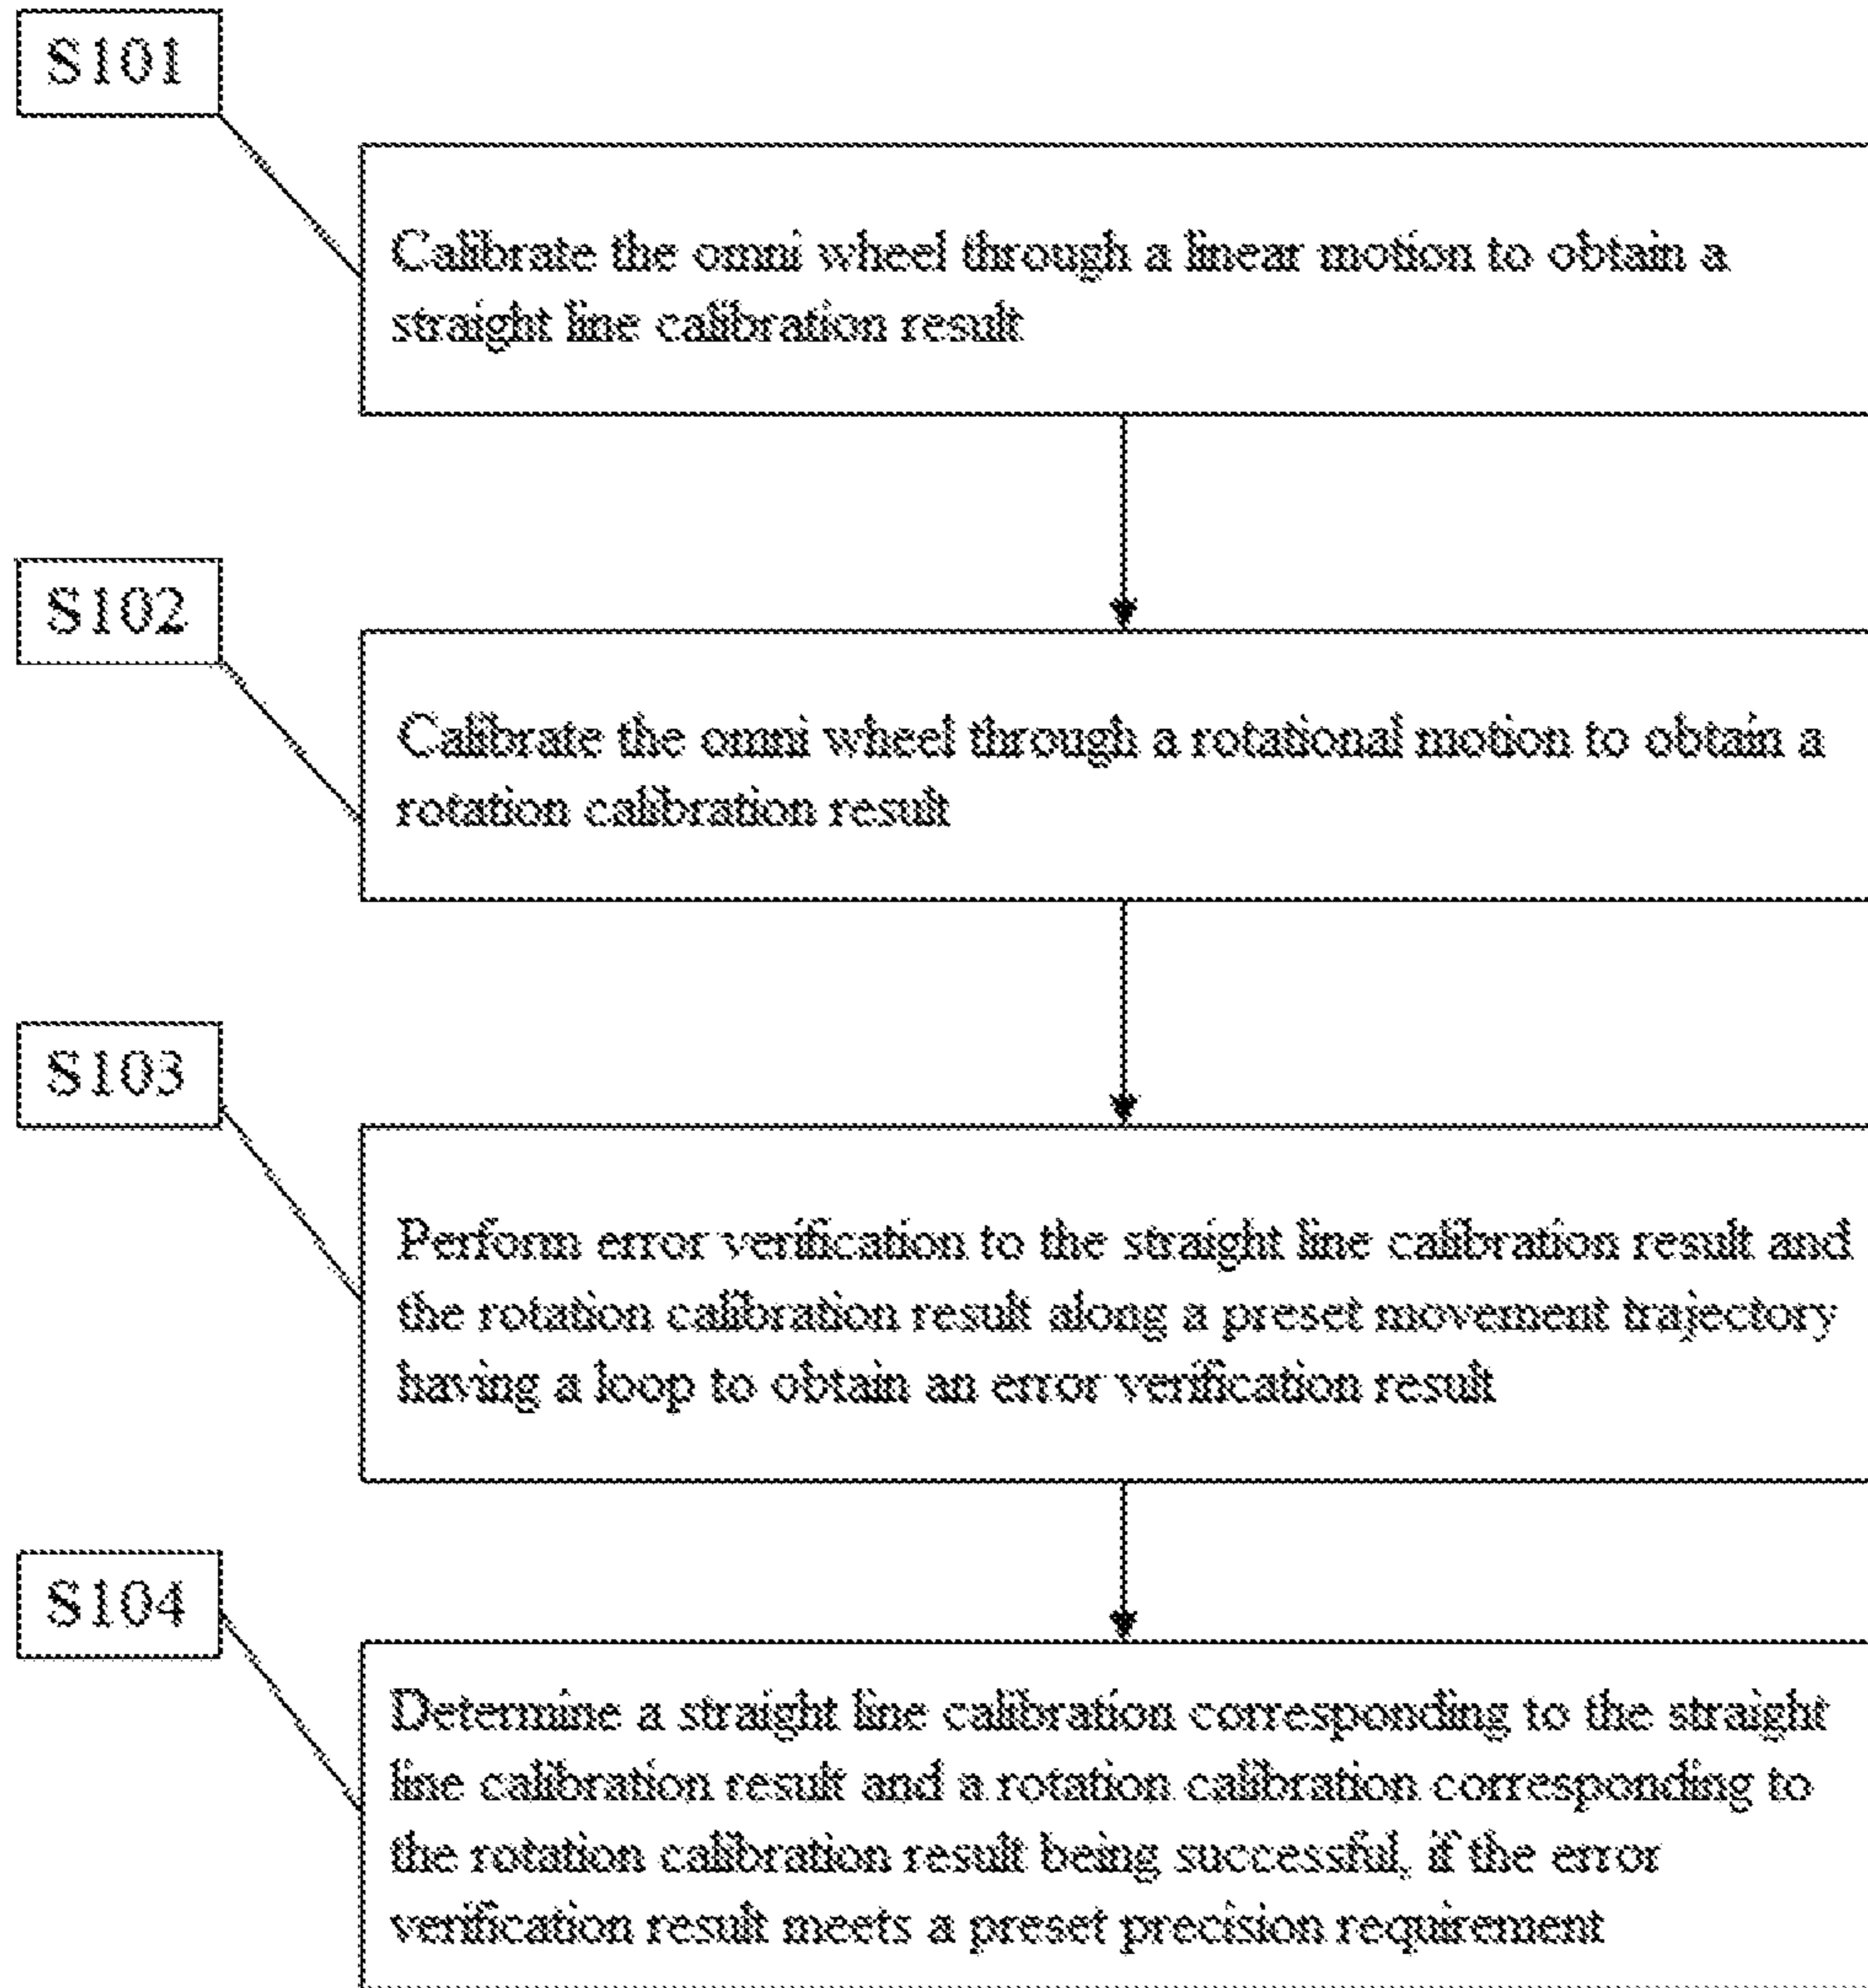 S101
Calibrate the omni wheel through a linear motion to obtain a
straight line calibration result
S102
Calibrate the omni wheel through a rotational motion to obtain a
rotation calibration result
S103
Perform error verification to the straight line calibration result and
the rotation calibration result along a preset movement trajectory
having a loop to obtain an error verification result
S104
Determine a straight line calibration corresponding to the straight
line calibration result and a rotation calibration corresponding to
the rotation calibration result being successful, if the error
verification result meets a preset precision requirement